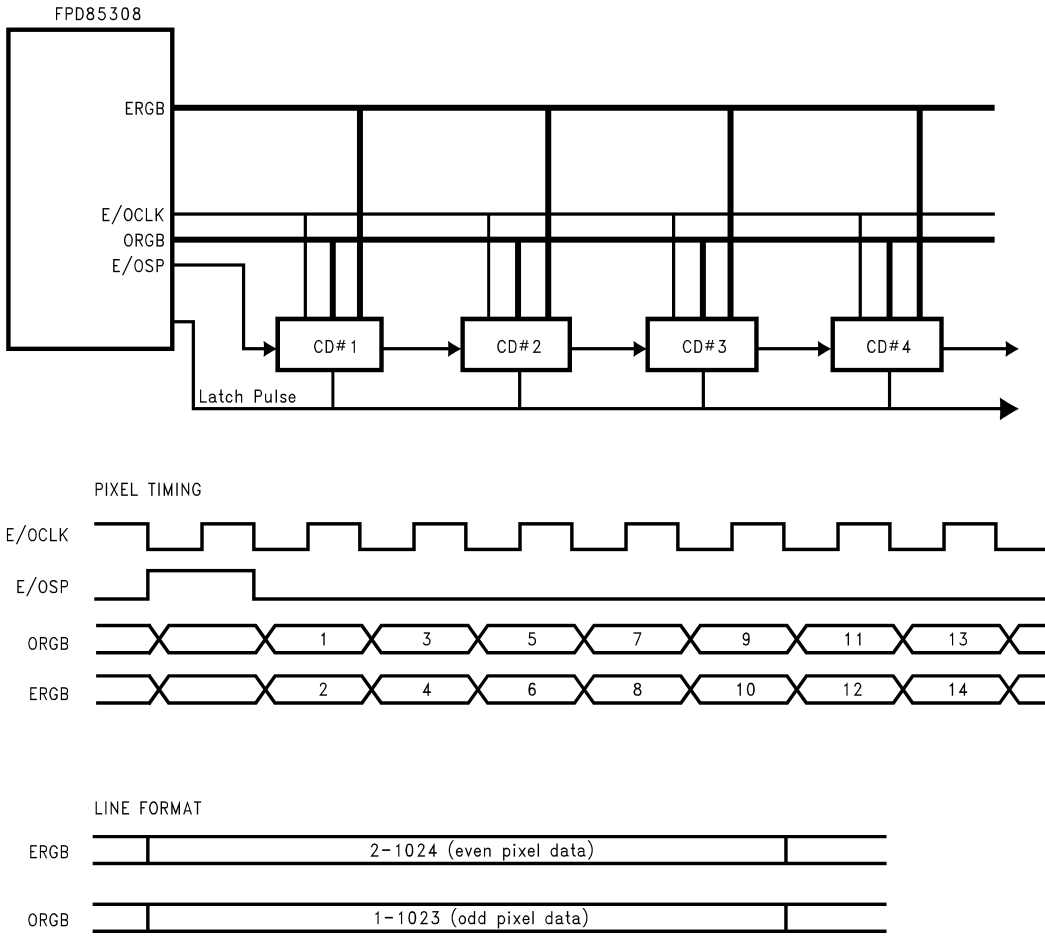 FPD85308
ERGB
E/OCLK
ORGB
E/OSP
CD#1 CD#2 CD#3 CD#4
Latch Pulse
PIXEL TIMING
E/OCLK
E/OSP
ORGB 1 3 5 7 9 11 13
ERGB 2 4 6 8 10 12 14
LINE FORMAT
ERGB 2-1024 (even pixel data)
ORGB 1-1023 (odd pixel data)